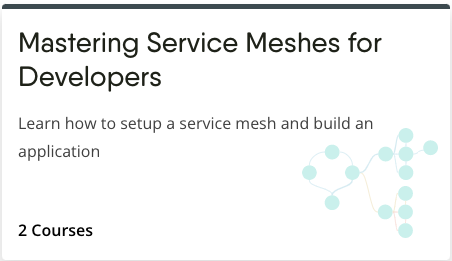 Mastering Service Meshes for
Developers
Learn how to setup a service mesh and build an
application
2 Courses